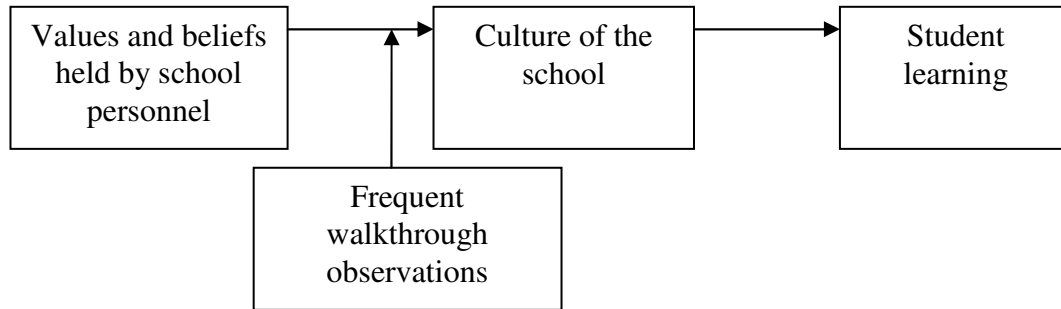 Values and beliefs
held by school
personnel
Culture of the
school
Student
learning
Frequent
walkthrough
observations